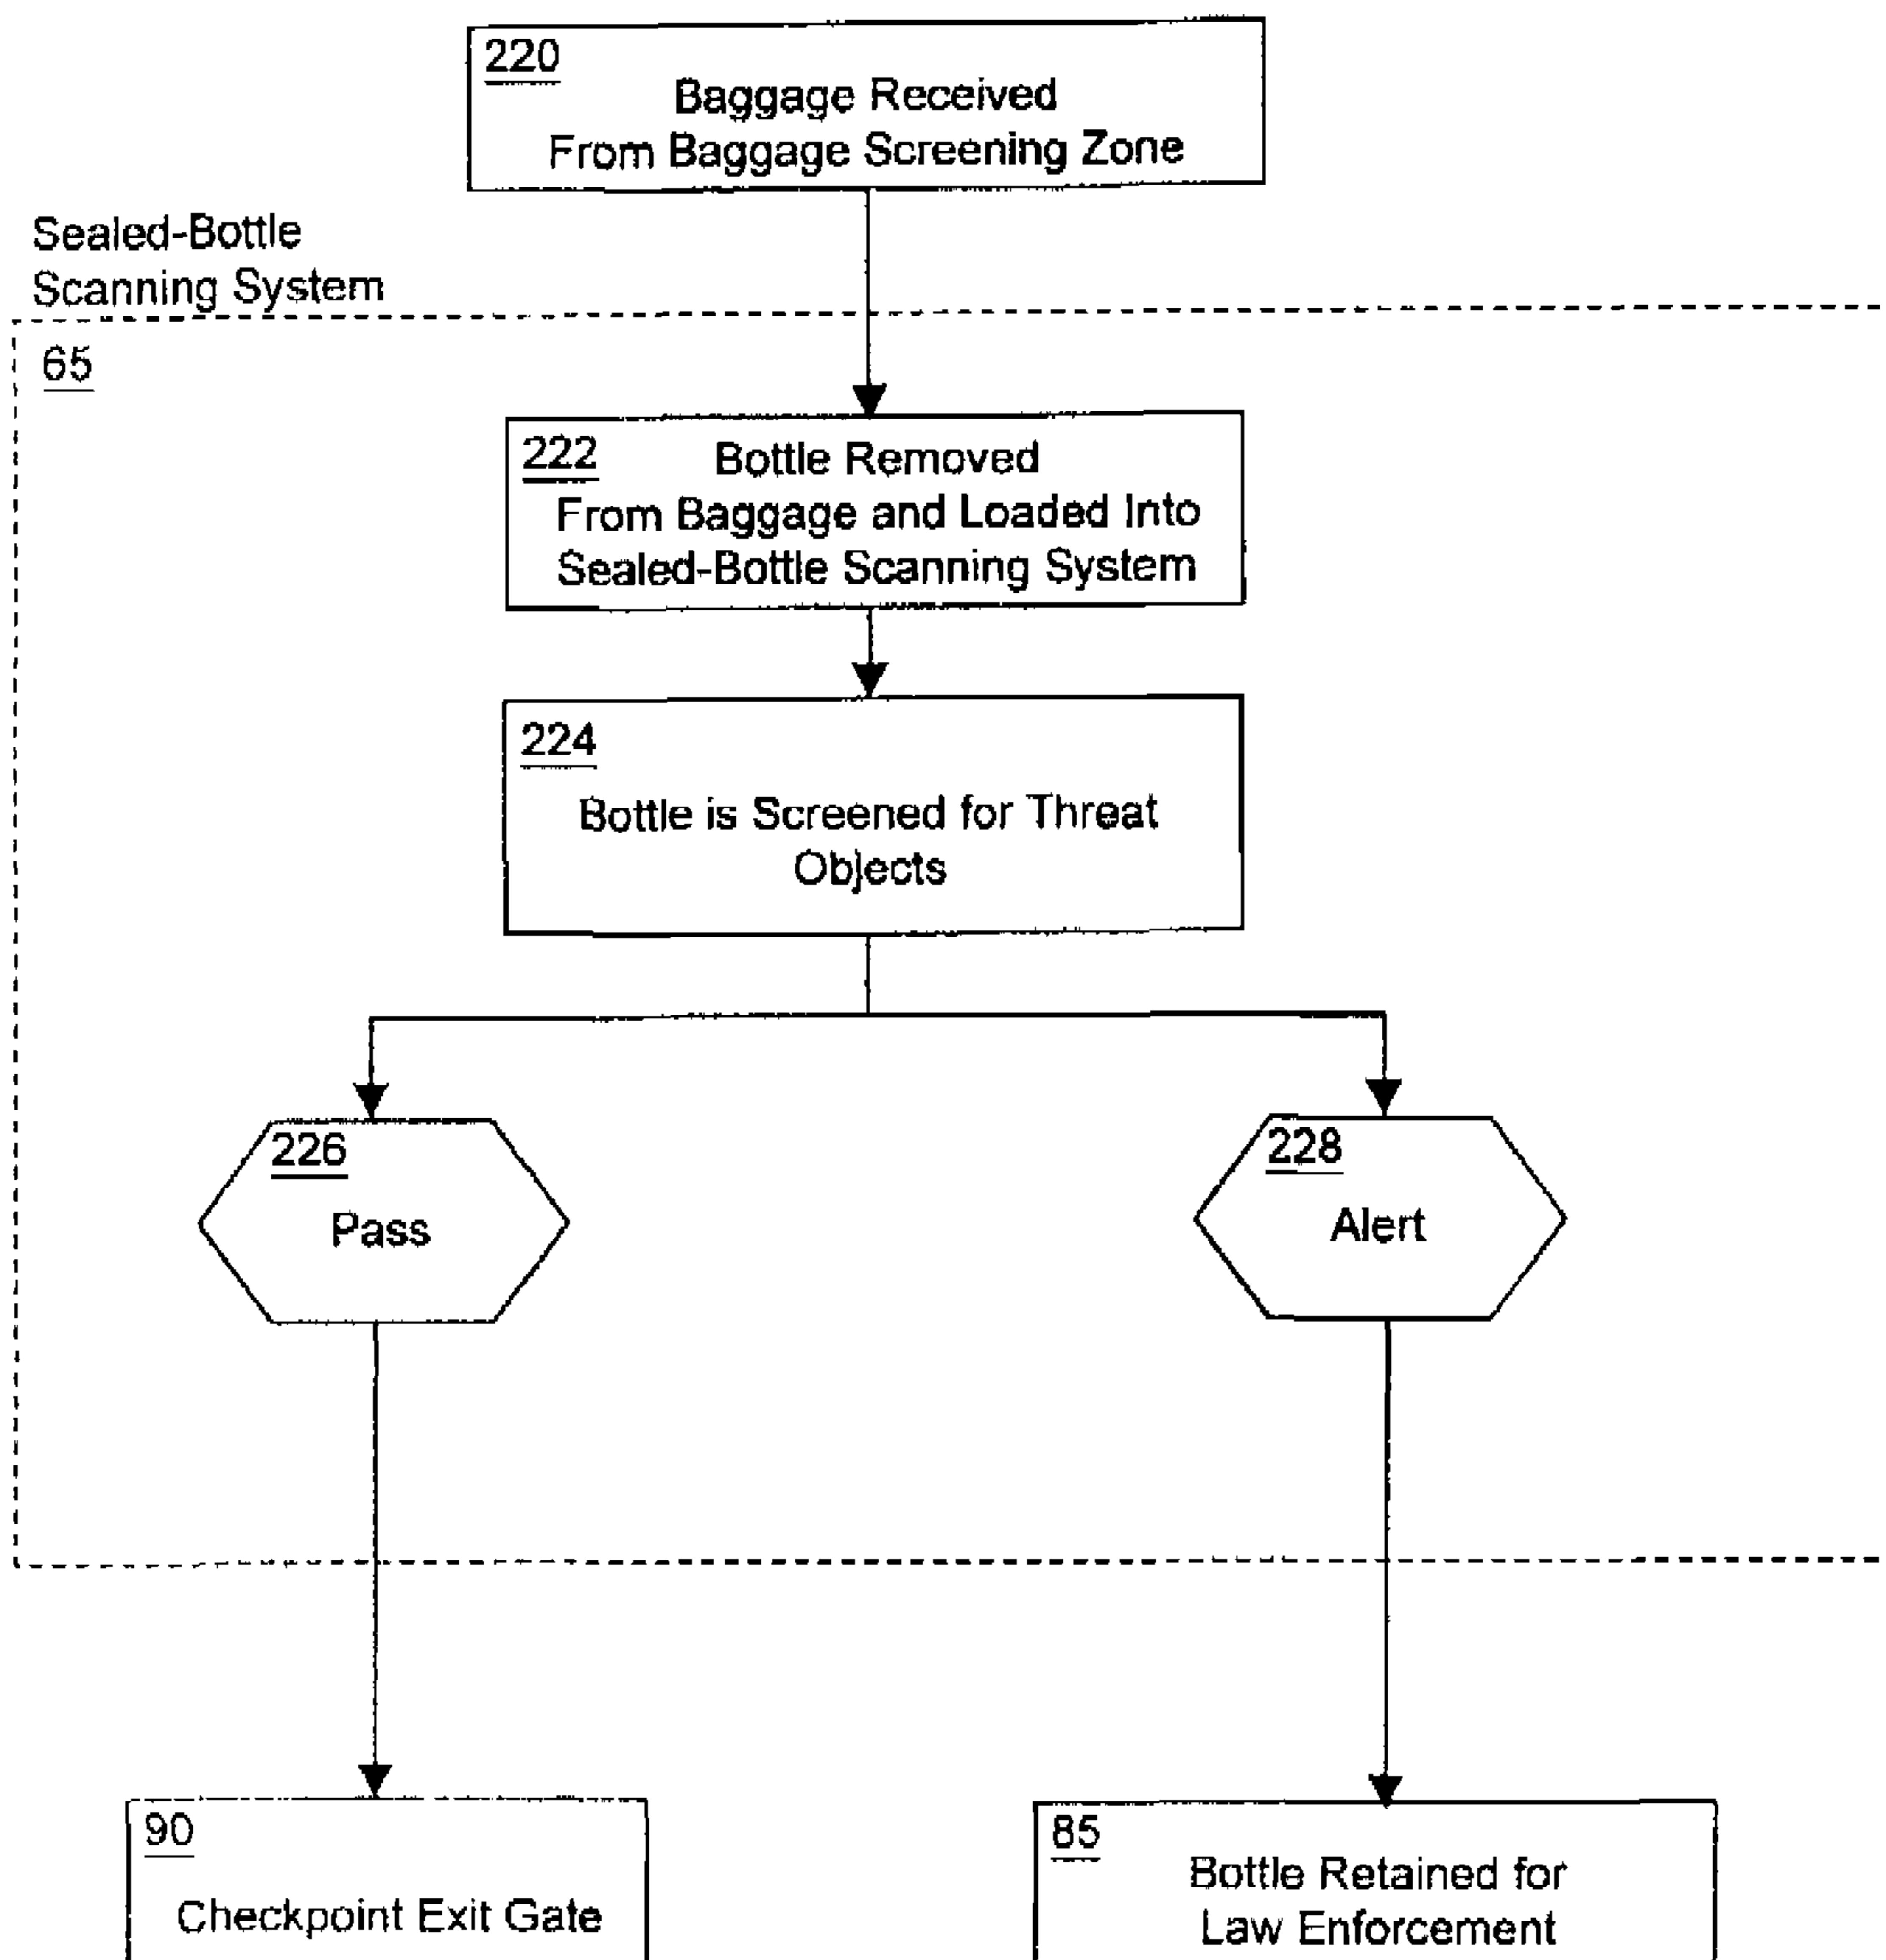 220
Baggage Received
From Baggage Screening Zone
Sealed-Bottle
Scanning System
65
222
Bottle Removed
From Baggage and Loaded Into
Sealed-Bottle Scanning System
224
Bottle is Screened for Threat
Objects
226
Pass
228
Alert
90
Checkpoint Exit Gate
85
Bottle Retained for
Law Enforcement